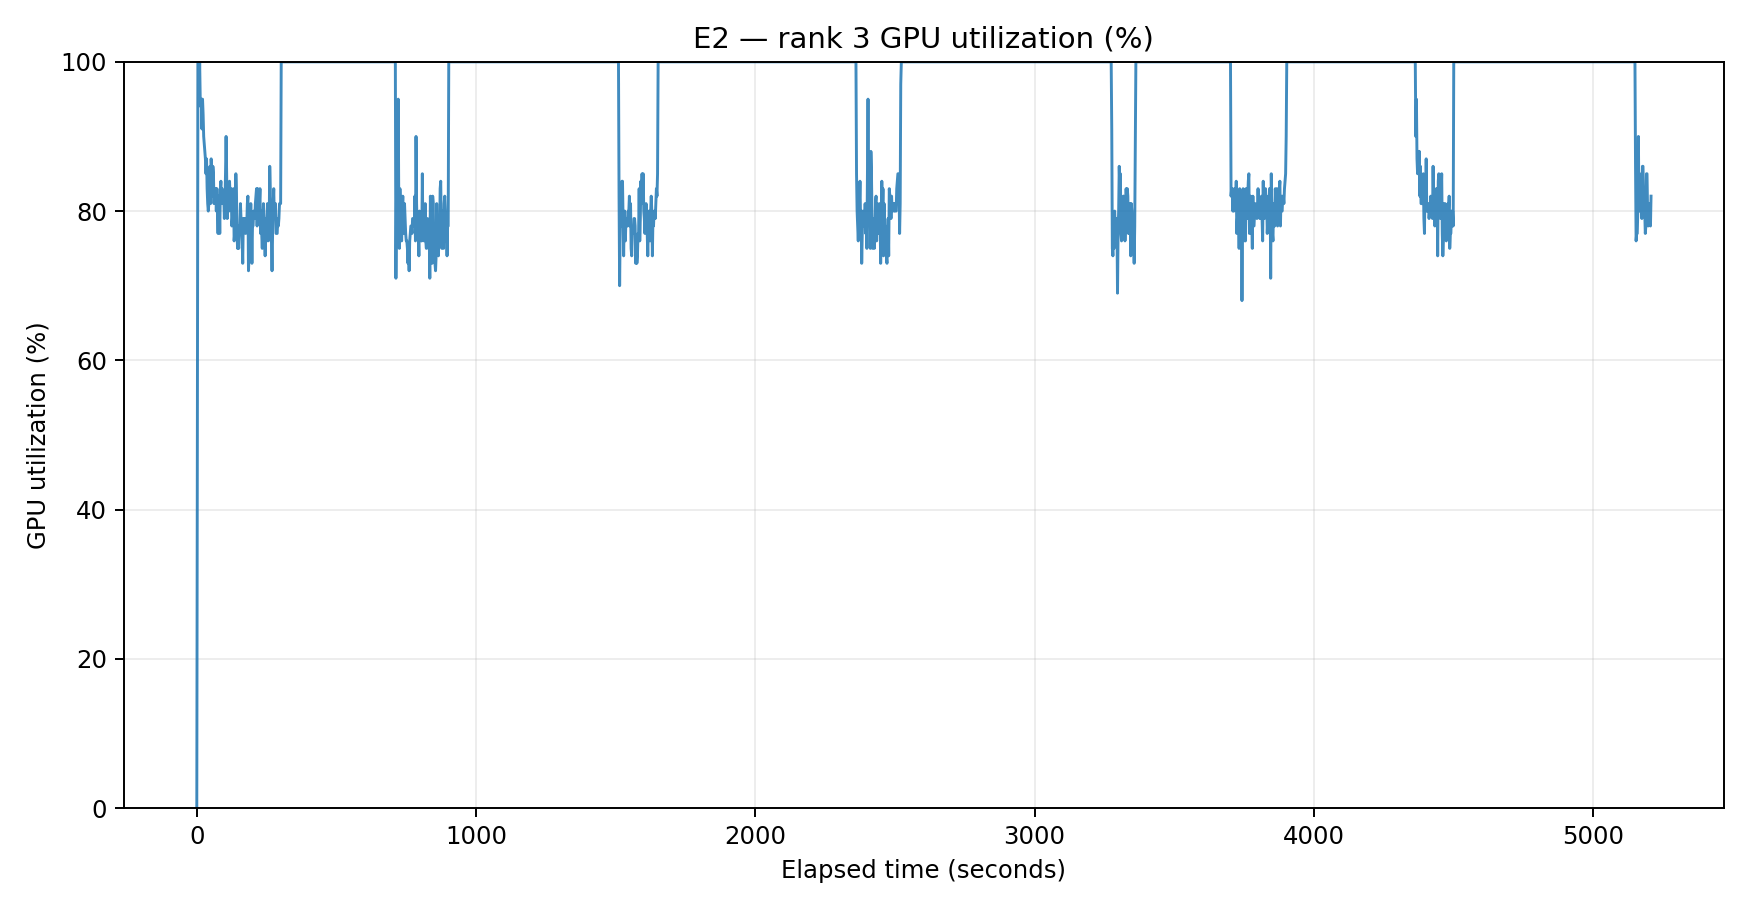 E2 — rank 3 GPU utilization (%)
GPU utilization (%)
100
80
60
40
20
0
0 1000 2000 3000 4000 5000
Elapsed time (seconds)